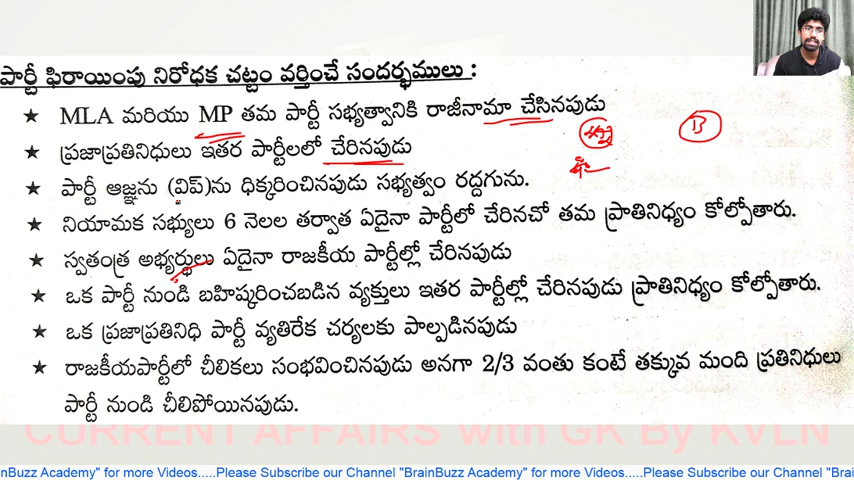 పార్టీ ఫిరాయింపు నిరోధక చట్టం వర్తించే సందర్భములు :
★ MLA మరియు MP తమ పార్టీ సభ్యత్వానికి రాజీనామా చేసినపుడు
B
★ ప్రజాప్రతినిధులు ఇతర పార్టీలలో చేరినపుడు
★ పార్టీ ఆజ్ఞను (విప్)ను ధిక్కరించినపుడు సభ్యత్వం రద్దగును.
★ నియామక సభ్యులు 6 నెలల తర్వాత ఏదైనా పార్టీలో చేరినచో తమ ప్రాతినిధ్యం కోల్పోతారు.
★ స్వతంత్ర అభ్యర్థులు ఏదైనా రాజకీయ పార్టీల్లో చేరినపుడు
★ ఒక పార్టీ నుండి బహిష్కరించబడిన వ్యక్తులు ఇతర పార్టీల్లో చేరినపుడు ప్రాతినిధ్యం కోల్పోతారు.
★ ఒక ప్రజాప్రతినిధి పార్టీ వ్యతిరేక చర్యలకు పాల్పడినపుడు
★ రాజకీయపార్టీలో చీలికలు సంభవించినపుడు అనగా 2/3 వంతు కంటే తక్కువ మంది ప్రతినిధులు
పార్టీ నుండి చీలిపోయినపుడు.
CURRENT AFFAIRS with GK By KVLN
inBuzz Academy" for more Videos.....Please Subscribe our Channel "BrainBuzz Academy" for more Videos.....Please Subscribe our Channel "Brai